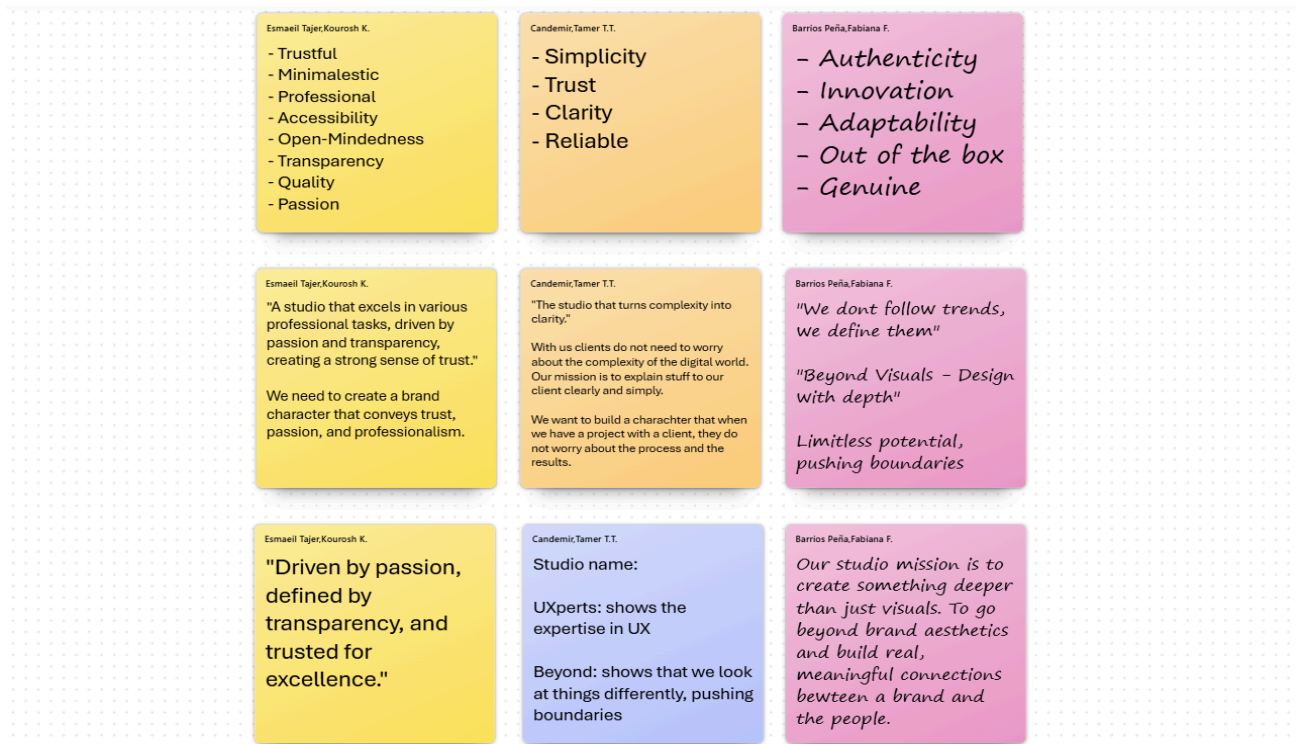 Esmaeil Tajer,Kourosh K.
- Trustful
- Minimalestic
- Professional
- Accessibility
- Open-Mindedness
- Transparency
- Quality
- Passion
Candemir,Tamer T.T.
- Simplicity
- Trust
- Clarity
- Reliable
Barrios Peña,Fabiana F.
- Authenticity
- Innovation
- Adaptability
- Out of the box
- Genuine
Esmaeil Tajer,Kourosh K.
"A studio that excels in various
professional tasks, driven by
passion and transparency,
creating a strong sense of trust."
We need to create a brand
character that conveys trust,
passion, and professionalism.
Candemir,Tamer T.T.
"The studio that turns complexity into
clarity."
With us clients do not need to worry
about the complexity of the digital world.
Our mission is to explain stuff to our
client clearly and simply.
We want to build a charachter that when
we have a project with a client, they do
not worry about the process and the
results.
Barrios Peña,Fabiana F.
"We dont follow trends,
we define them"
"Beyond Visuals - Design
with depth"
Limitless potential,
pushing boundaries
Esmaeil Tajer,Kourosh K.
"Driven by passion,
defined by
transparency, and
trusted for
excellence."
Candemir,Tamer T.T.
Studio name:
UXperts: shows the
expertise in UX
Beyond: shows that we look
at things differently, pushing
boundaries
Barrios Peña,Fabiana F.
Our studio mission is to
create something deeper
than just visuals. To go
beyond brand aesthetics
and build real,
meaningful connections
bewteen a brand and
the people.